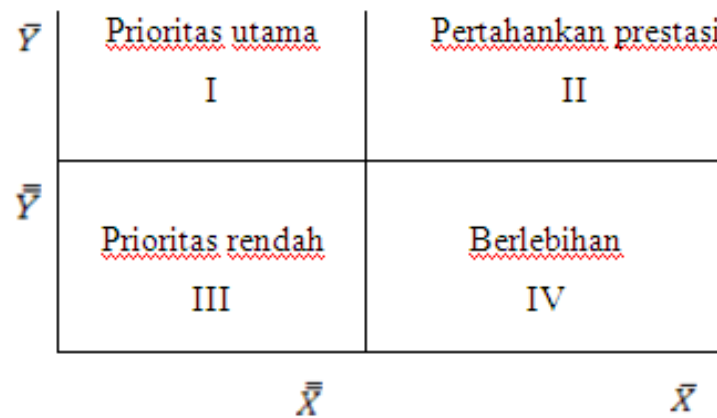 Y̅ Prioritas utama Pertahankan prestasi
I II
Y̿
Prioritas rendah Berlebihan
III IV
X̿ X̅